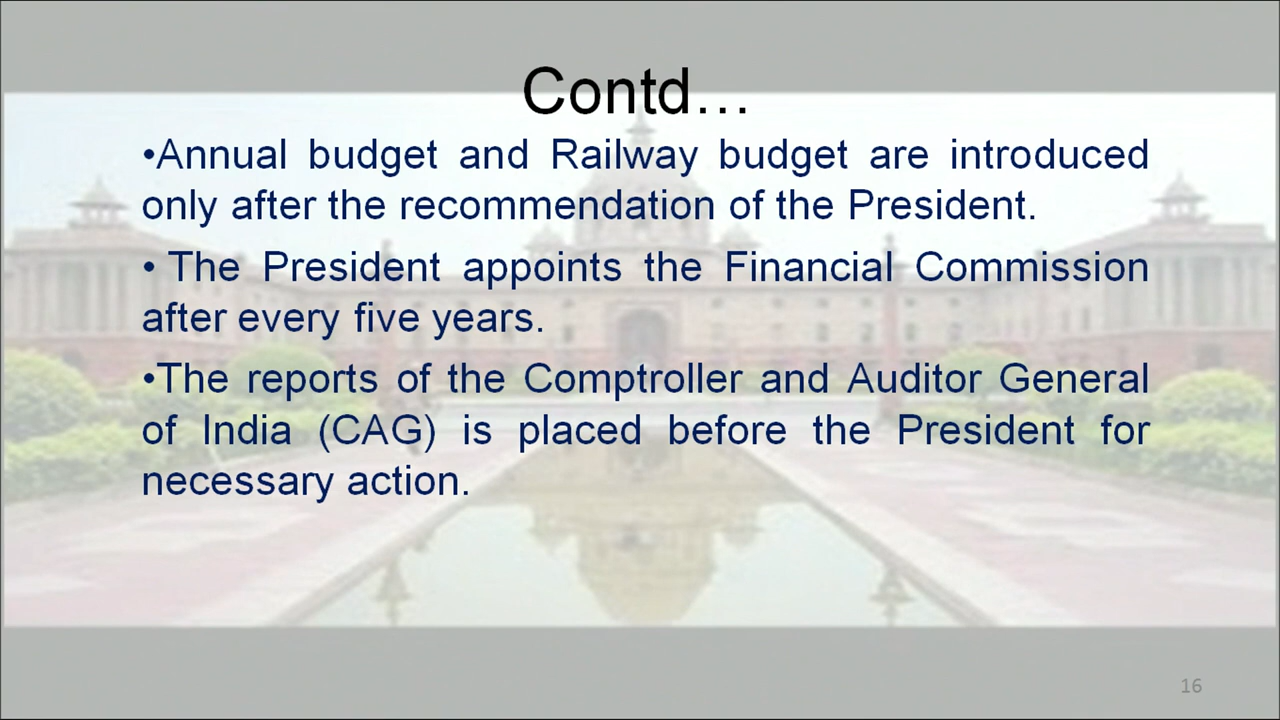 Contd…
•Annual budget and Railway budget are introduced
only after the recommendation of the President.
• The President appoints the Financial Commission
after every five years.
•The reports of the Comptroller and Auditor General
of India (CAG) is placed before the President for
necessary action.
16